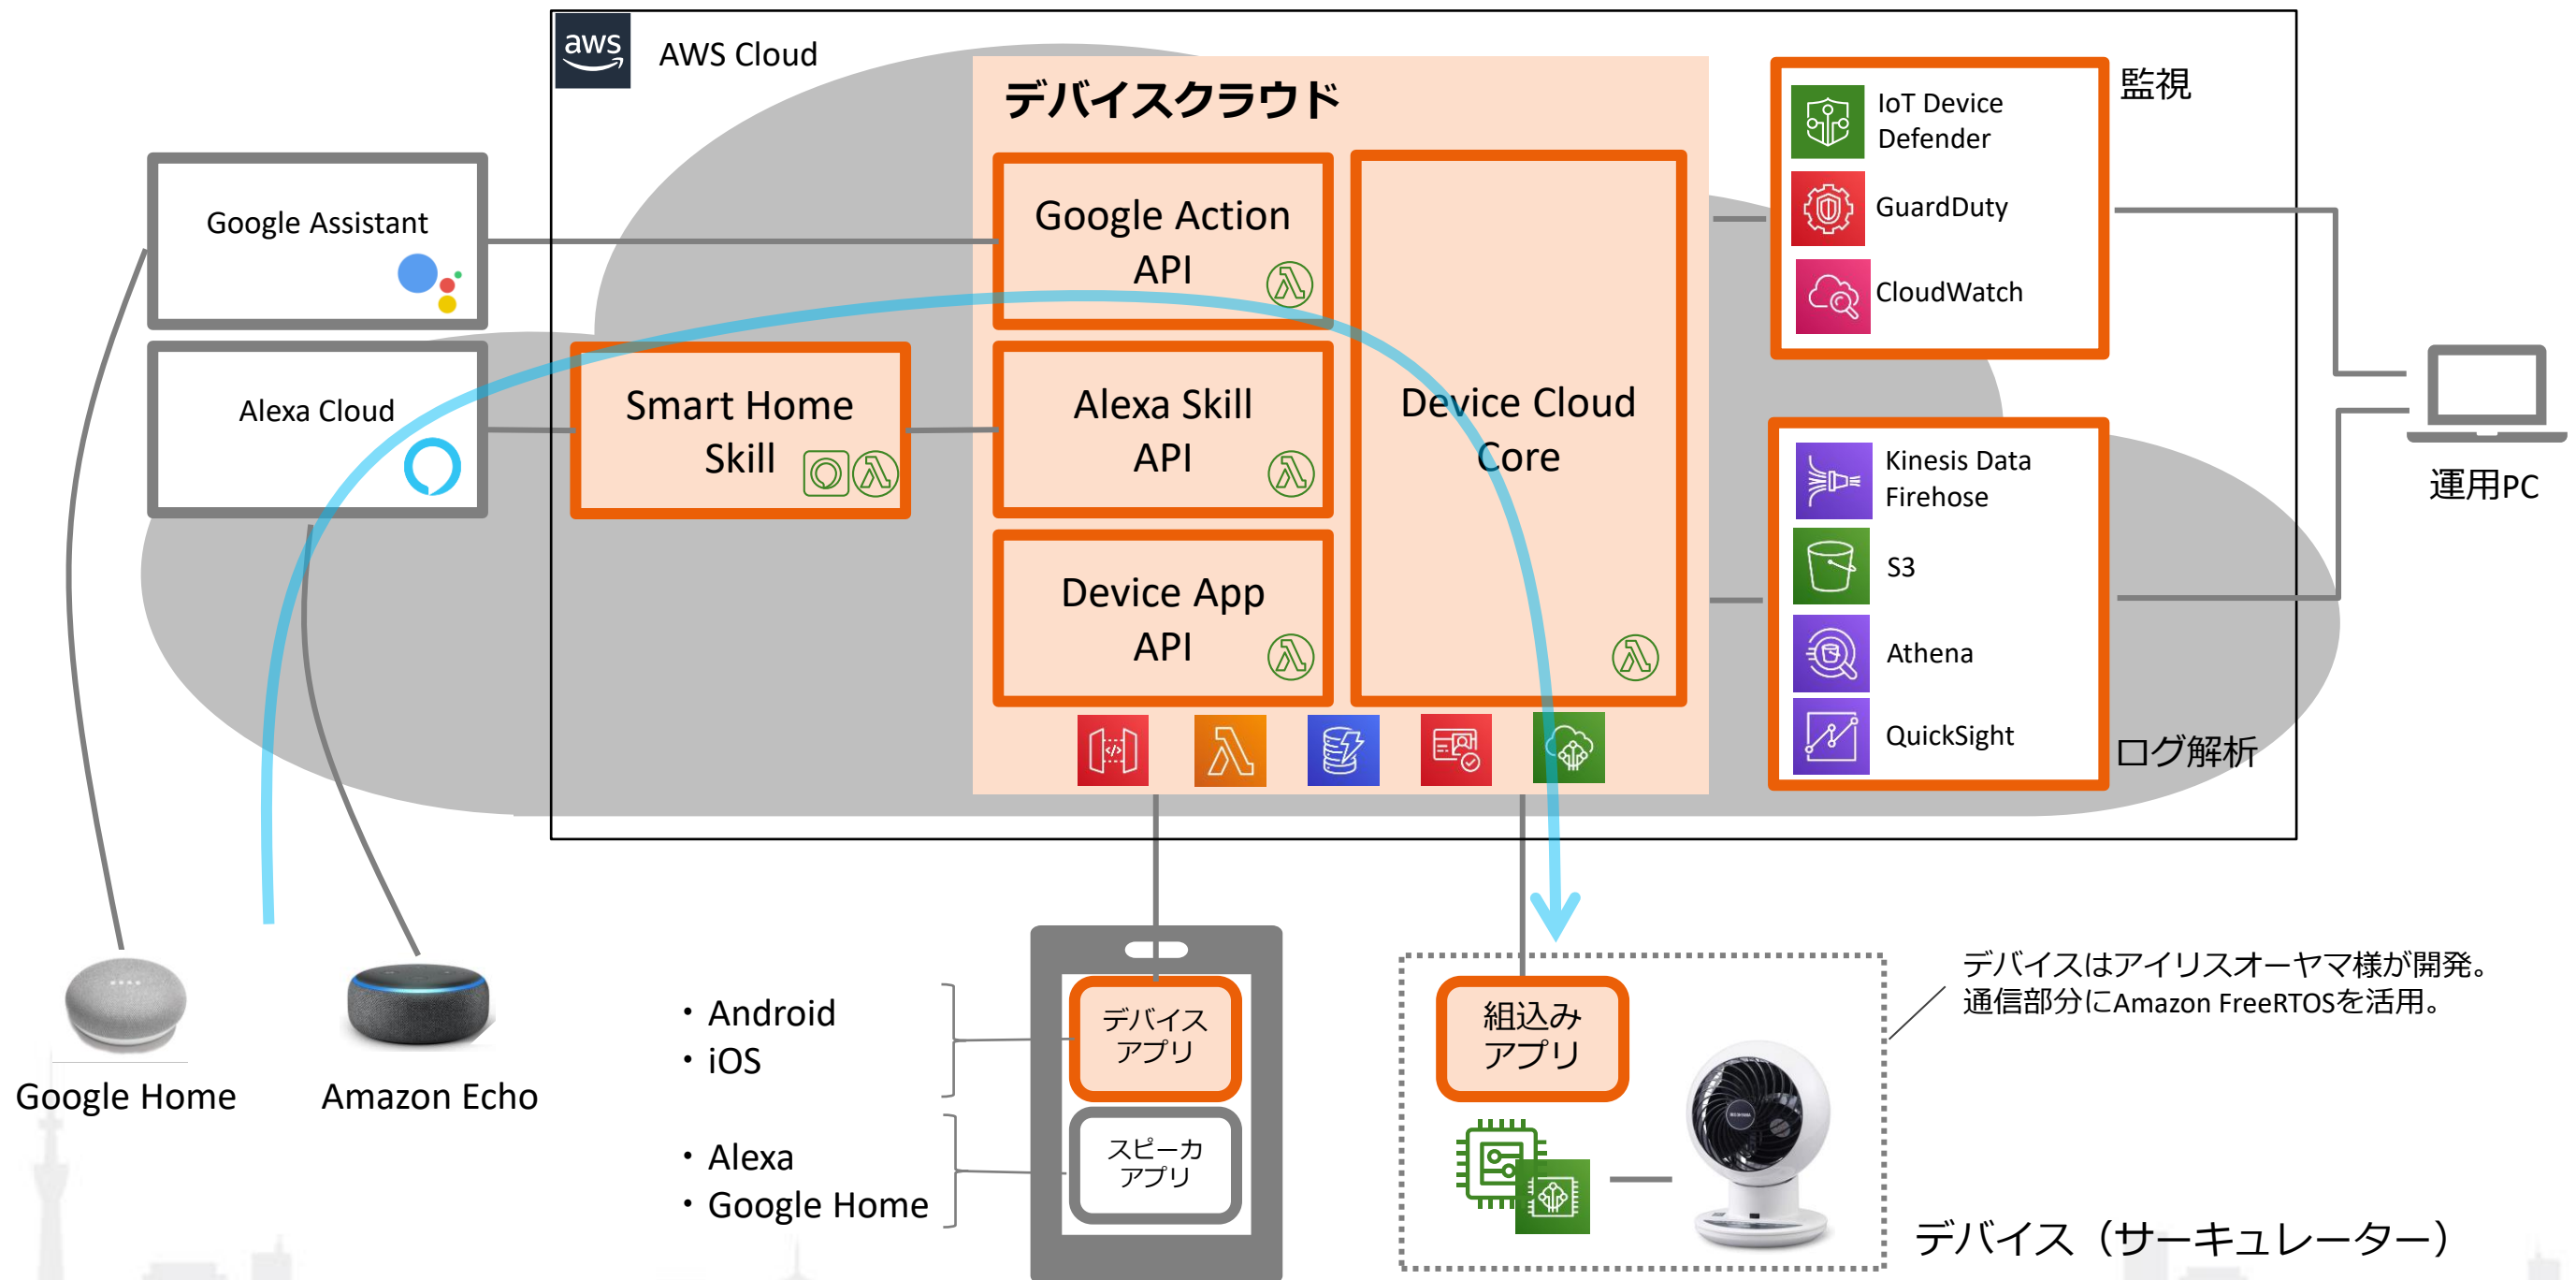 aws
AWS Cloud
デバイスクラウド
監視
IoT Device
Defender
GuardDuty
CloudWatch
Google Assistant
Google Action
API
Alexa Cloud
Smart Home
Skill
Alexa Skill
API
Device Cloud
Core
Device App
API
Kinesis Data
Firehose
S3
Athena
QuickSight
ログ解析
運用PC
Google Home
Amazon Echo
・Android
・iOS
・Alexa
・Google Home
デバイス
アプリ
スピーカ
アプリ
組込み
アプリ
デバイスはアイリスオーヤマ様が開発。
通信部分にAmazon FreeRTOSを活用。
デバイス（サーキュレーター）